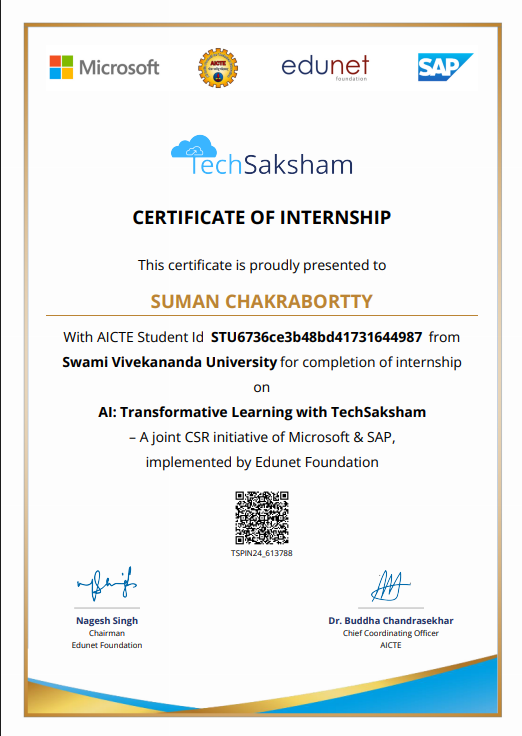 Microsoft
AICTE
edunet
foundation
SAP
TechSaksham
CERTIFICATE OF INTERNSHIP
This certificate is proudly presented to
SUMAN CHAKRABORTTY
With AICTE Student Id STU6736ce3b48bd41731644987 from
Swami Vivekananda University for completion of internship
on
AI: Transformative Learning with TechSaksham
– A joint CSR initiative of Microsoft & SAP,
implemented by Edunet Foundation
TSPIN24_613788
Nagesh Singh
Chairman
Edunet Foundation
Dr. Buddha Chandrasekhar
Chief Coordinating Officer
AICTE